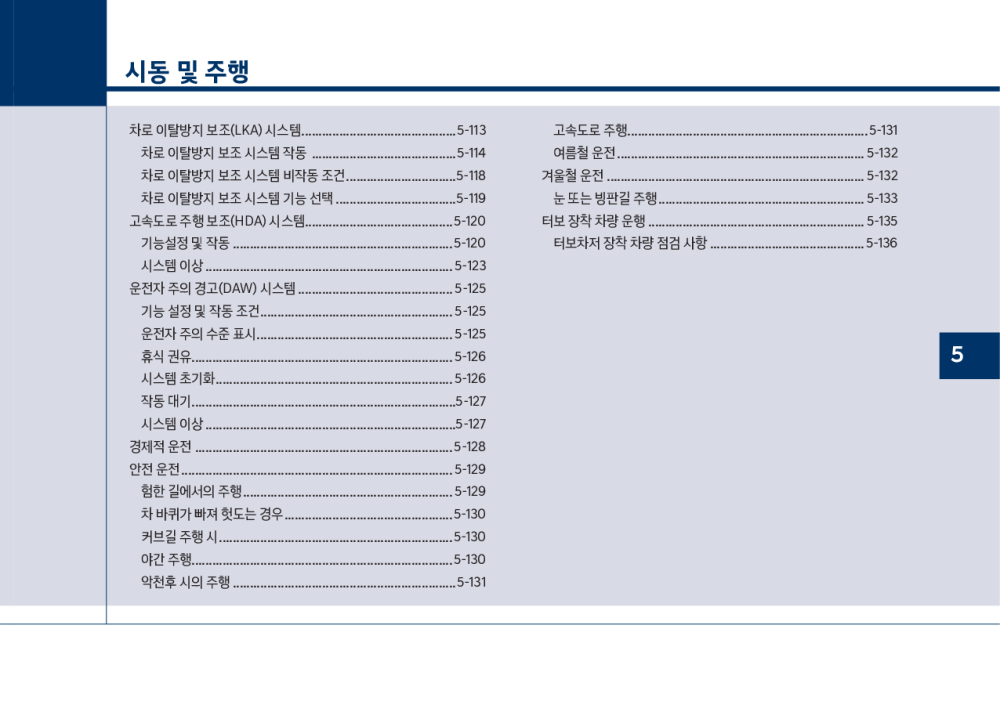 시동 및 주행
차로 이탈방지 보조(LKA) 시스템..................................................5-113
차로 이탈방지 보조 시스템 작동 ...............................................5-114
차로 이탈방지 보조 시스템 비작동 조건....................................5-118
차로 이탈방지 보조 시스템 기능 선택 .......................................5-119
고속도로 주행 보조(HDA) 시스템................................................5-120
기능설정 및 작동 ........................................................................5-120
시스템 이상 ................................................................................. 5-123
운전자 주의 경고(DAW) 시스템 .................................................. 5-125
기능 설정 및 작동 조건............................................................... 5-125
운전자 주의 수준 표시................................................................ 5-125
휴식 권유..................................................................................... 5-126
시스템 초기화............................................................................. 5-126
작동 대기......................................................................................5-127
시스템 이상 ..................................................................................5-127
경제적 운전 .................................................................................... 5-128
안전 운전........................................................................................ 5-129
험한 길에서의 주행.................................................................... 5-129
차 바퀴가 빠져 헛도는 경우.......................................................5-130
커브길 주행 시............................................................................5-130
야간 주행.....................................................................................5-130
악천후 시의 주행 .........................................................................5-131
고속도로 주행..............................................................................5-131
여름철 운전................................................................................ 5-132
겨울철 운전 ................................................................................... 5-132
눈 또는 빙판길 주행................................................................... 5-133
터보 장착 차량 운행 ...................................................................... 5-135
터보차저 장착 차량 점검 사항 .................................................. 5-136
5